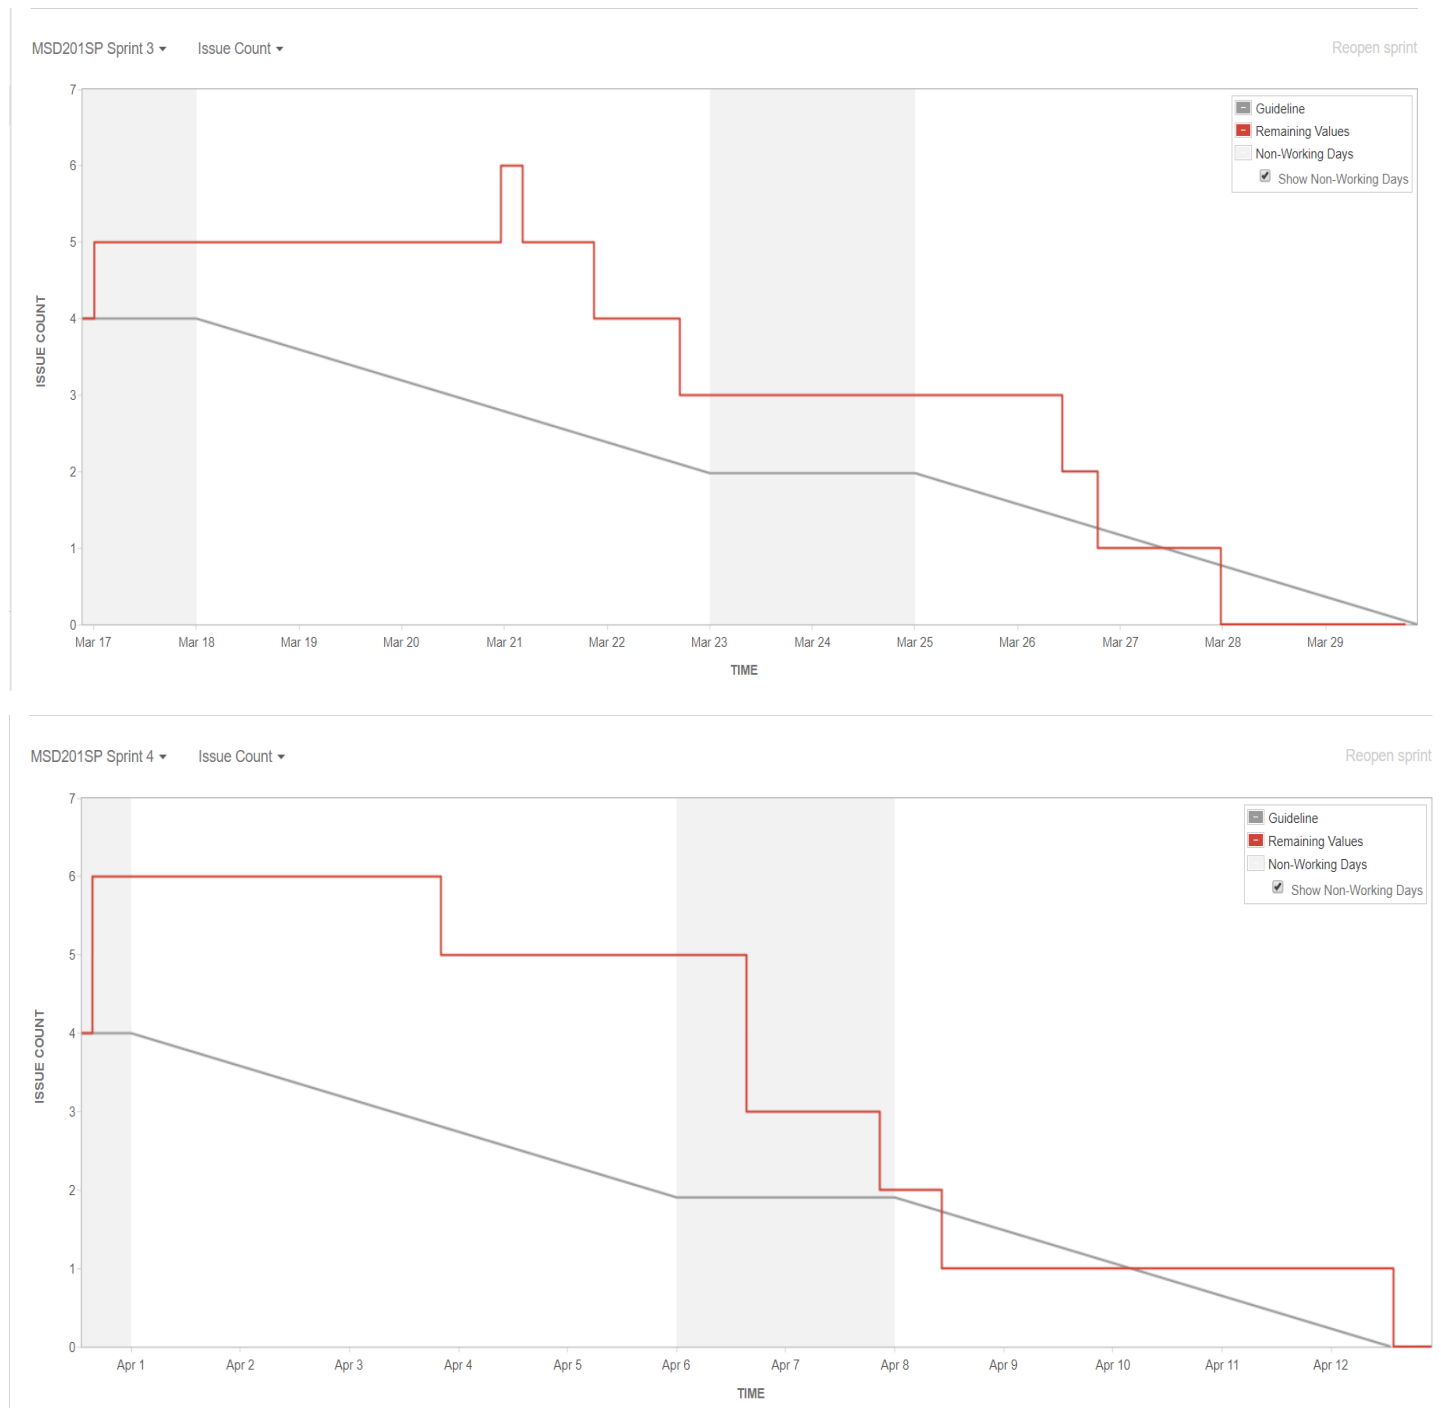 MSD201SP Sprint 3 Issue Count Reopen sprint
7
Guideline
Remaining Values
Non-Working Days
Show Non-Working Days
6
5
4
3
2
1
0
ISSUE COUNT
Mar 17 Mar 18 Mar 19 Mar 20 Mar 21 Mar 22 Mar 23 Mar 24 Mar 25 Mar 26 Mar 27 Mar 28 Mar 29
TIME
MSD201SP Sprint 4 Issue Count Reopen sprint
7
Guideline
Remaining Values
Non-Working Days
Show Non-Working Days
6
5
4
3
2
1
0
ISSUE COUNT
Apr 1 Apr 2 Apr 3 Apr 4 Apr 5 Apr 6 Apr 7 Apr 8 Apr 9 Apr 10 Apr 11 Apr 12
TIME